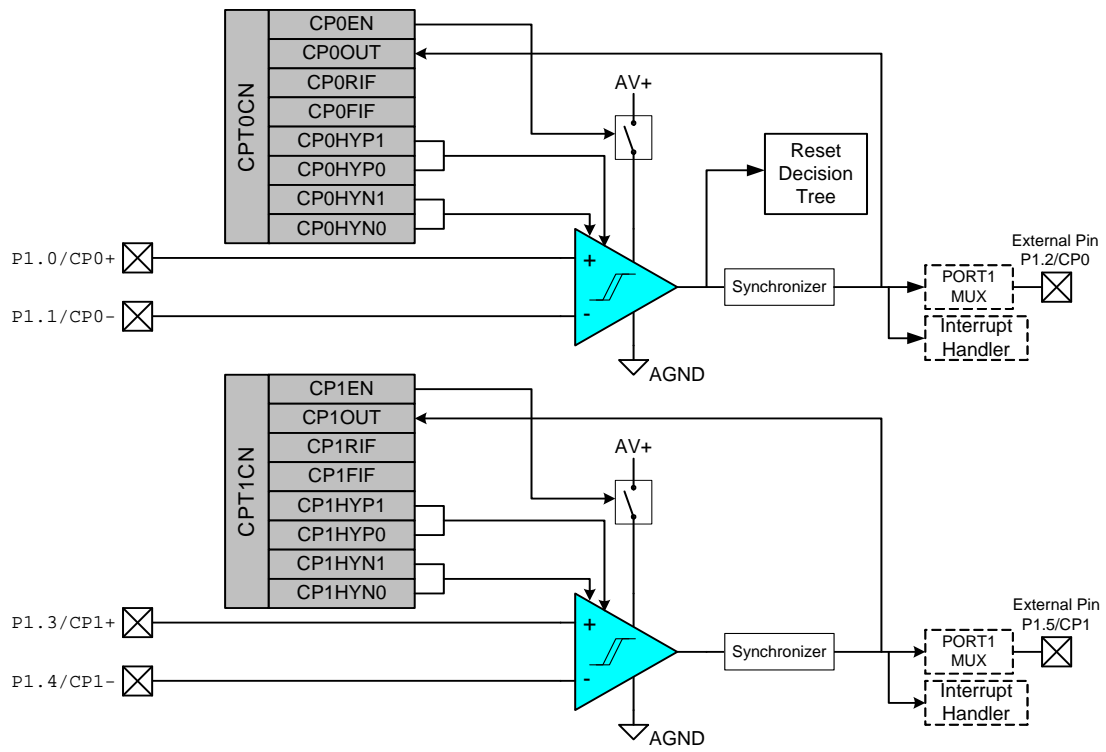 CPT0CN
CP0EN
CP0OUT
CP0RIF
CP0FIF
CP0HYP1
CP0HYP0
CP0HYN1
CP0HYN0
AV+
Reset
Decision
Tree
P1.0/CP0+
P1.1/CP0-
+
-
Synchronizer
External Pin
P1.2/CP0
PORT1
MUX
Interrupt
Handler
AGND
CPT1CN
CP1EN
CP1OUT
CP1RIF
CP1FIF
CP1HYP1
CP1HYP0
CP1HYN1
CP1HYN0
AV+
P1.3/CP1+
P1.4/CP1-
+
-
Synchronizer
External Pin
P1.5/CP1
PORT1
MUX
Interrupt
Handler
AGND